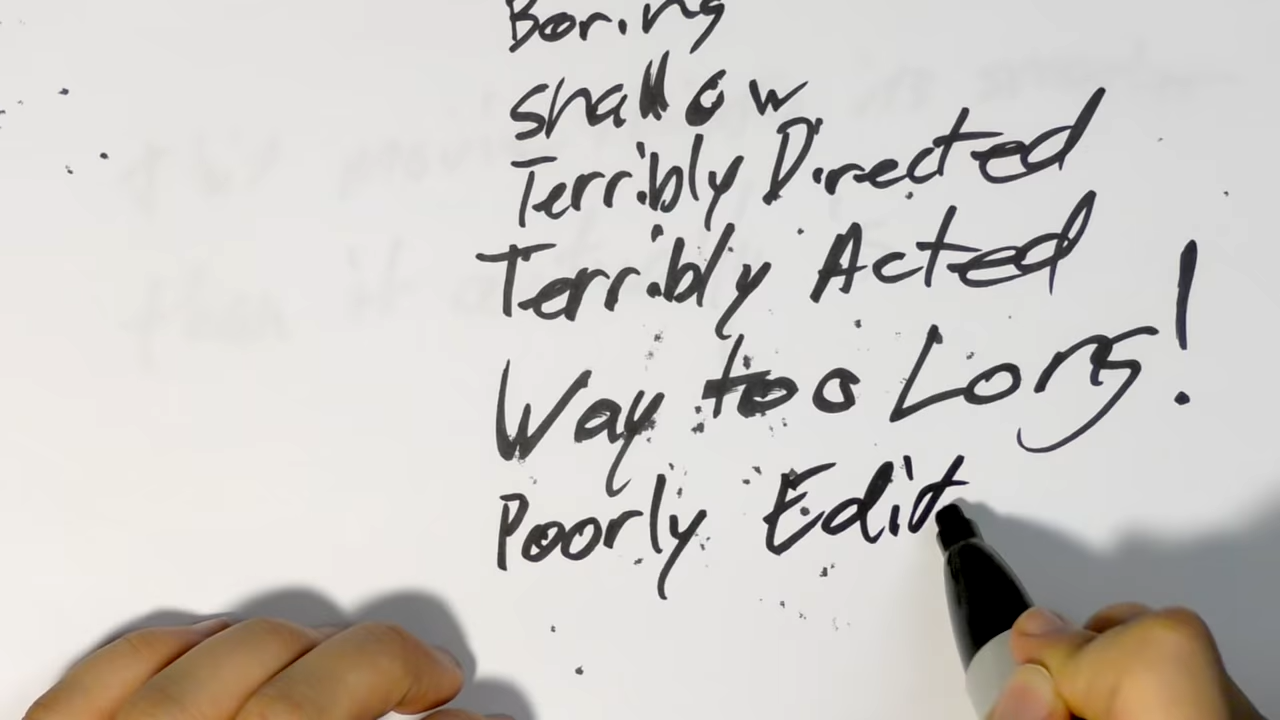 Boring
shallow
Terribly Directed
Terribly Acted
Way too Long!
Poorly Edit